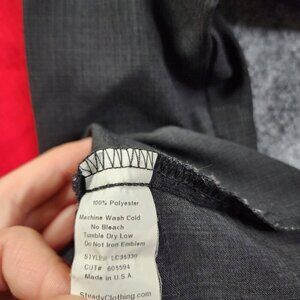 100% Polyester
Machine Wash Cold
No Bleach
Tumble Dry Low
Do Not Iron Emblem
STYLE# LC35330
CUT# 605594
Made in U.S.A.
SteadyClothing.com